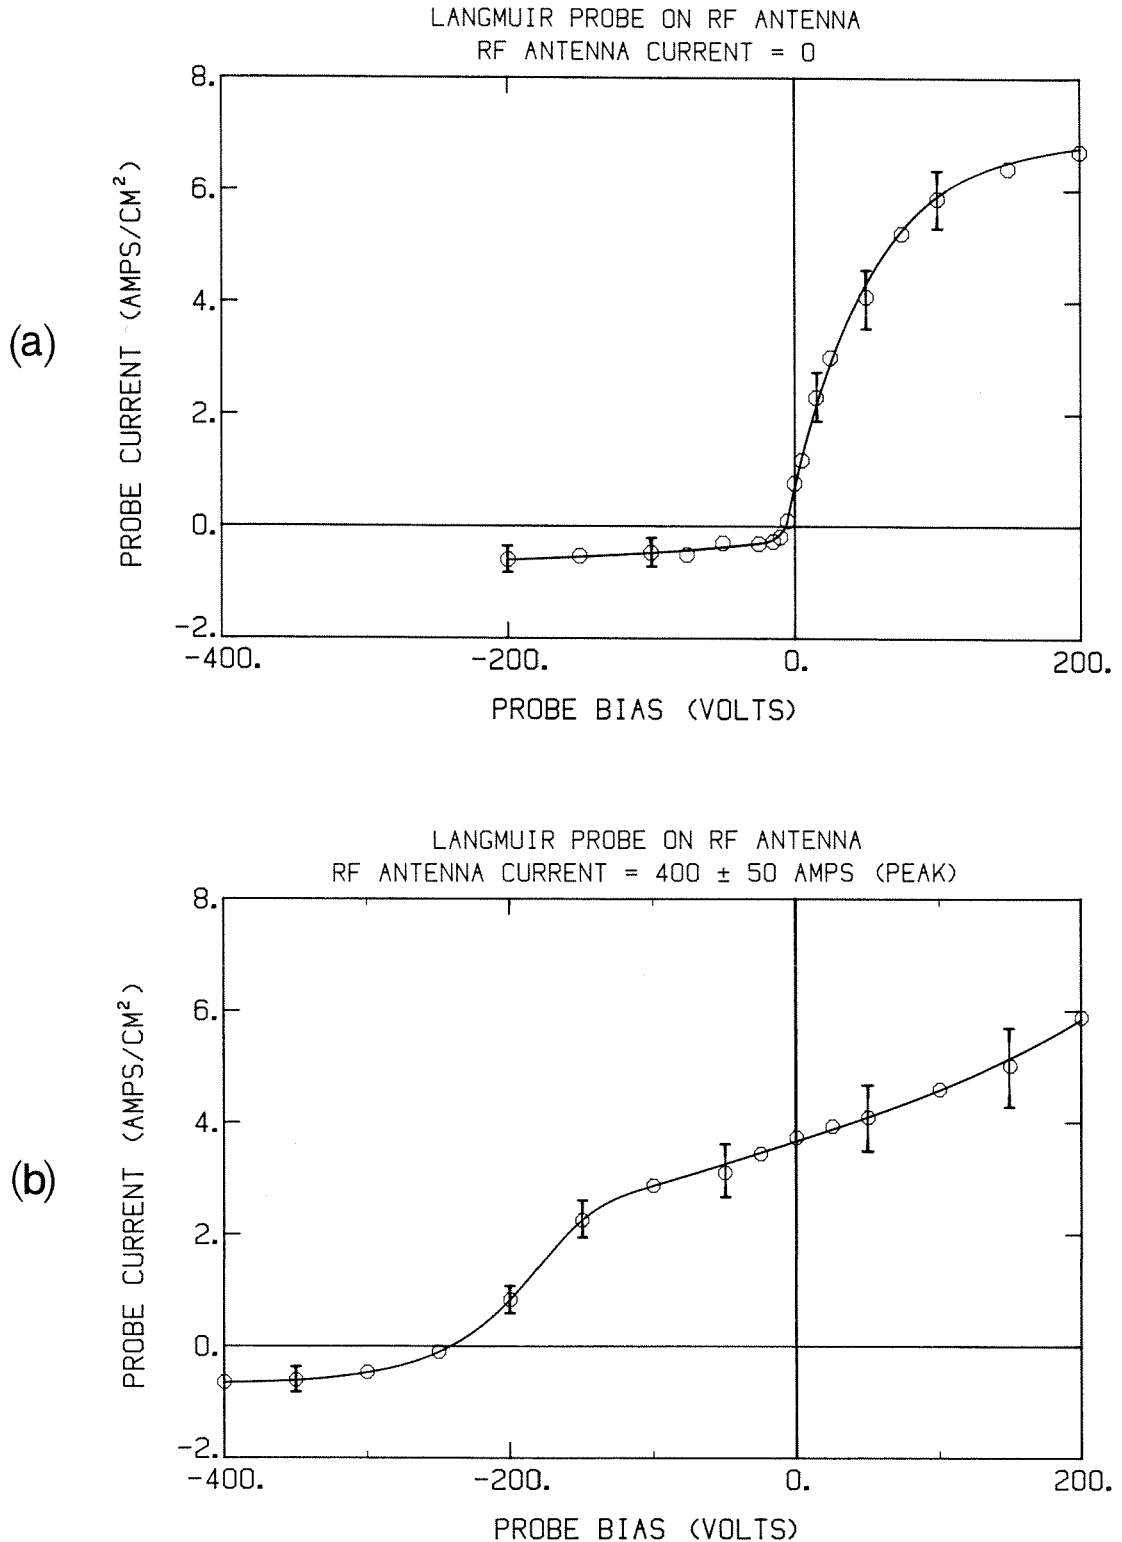 LANGMUIR PROBE ON RF ANTENNA
RF ANTENNA CURRENT = 0
8.
6.
4.
2.
0.
-2.
PROBE CURRENT (AMPS/CM²)
(a)
-400.
-200.
0.
200.
PROBE BIAS (VOLTS)
LANGMUIR PROBE ON RF ANTENNA
RF ANTENNA CURRENT = 400 ± 50 AMPS (PEAK)
8.
6.
4.
2.
0.
-2.
PROBE CURRENT (AMPS/CM²)
(b)
-400.
-200.
0.
200.
PROBE BIAS (VOLTS)